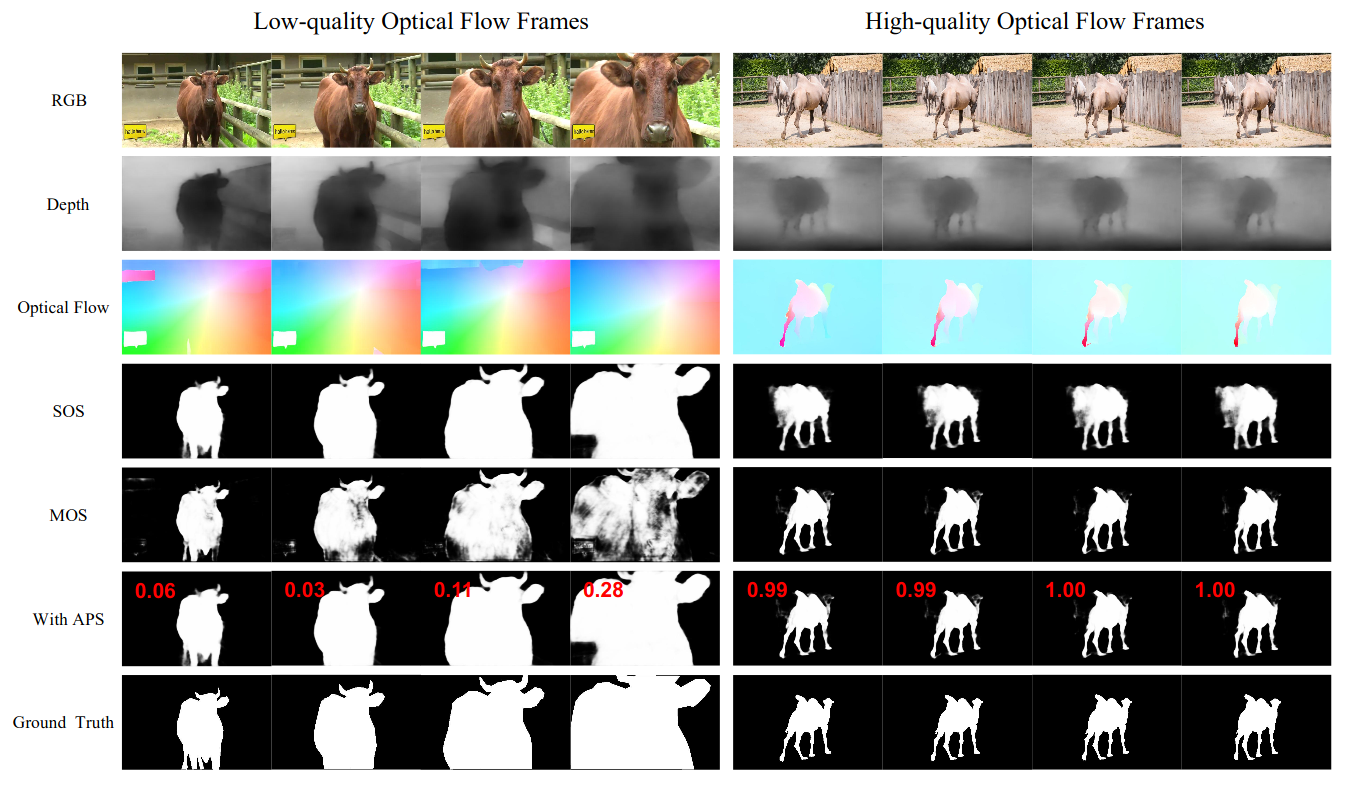 Low-quality Optical Flow Frames
High-quality Optical Flow Frames
RGB
Depth
Optical Flow
SOS
MOS
With APS
0.06
0.03
0.11
0.28
0.99
0.99
1.00
1.00
Ground Truth